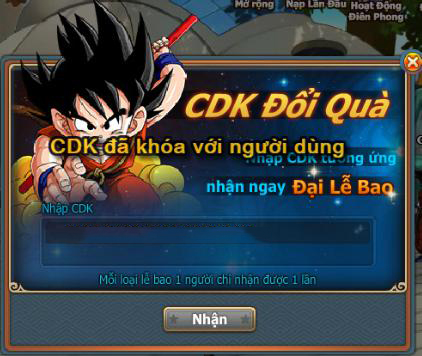 Mở rộng
Nạp Lần Đầu
Hoạt Động
Điên Phong
CDK Đổi Quà
CDK đã khóa với người dùng
Nhập CDK tương ứng
nhận ngay Đại Lễ Bao
Nhập CDK
Mỗi loại lễ bao 1 người chỉ nhận được 1 lần
Nhận